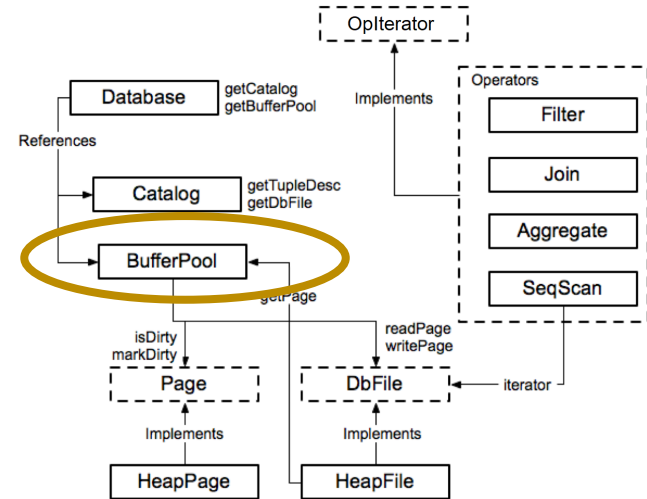 OpIterator
Database
getCatalog
getBufferPool
Operators
Implements
Filter
References
Join
Catalog
getTupleDesc
getDbFile
Aggregate
BufferPool
SeqScan
getPage
isDirty
markDirty
readPage
writePage
Page
DbFile
iterator
Implements
Implements
HeapPage
HeapFile